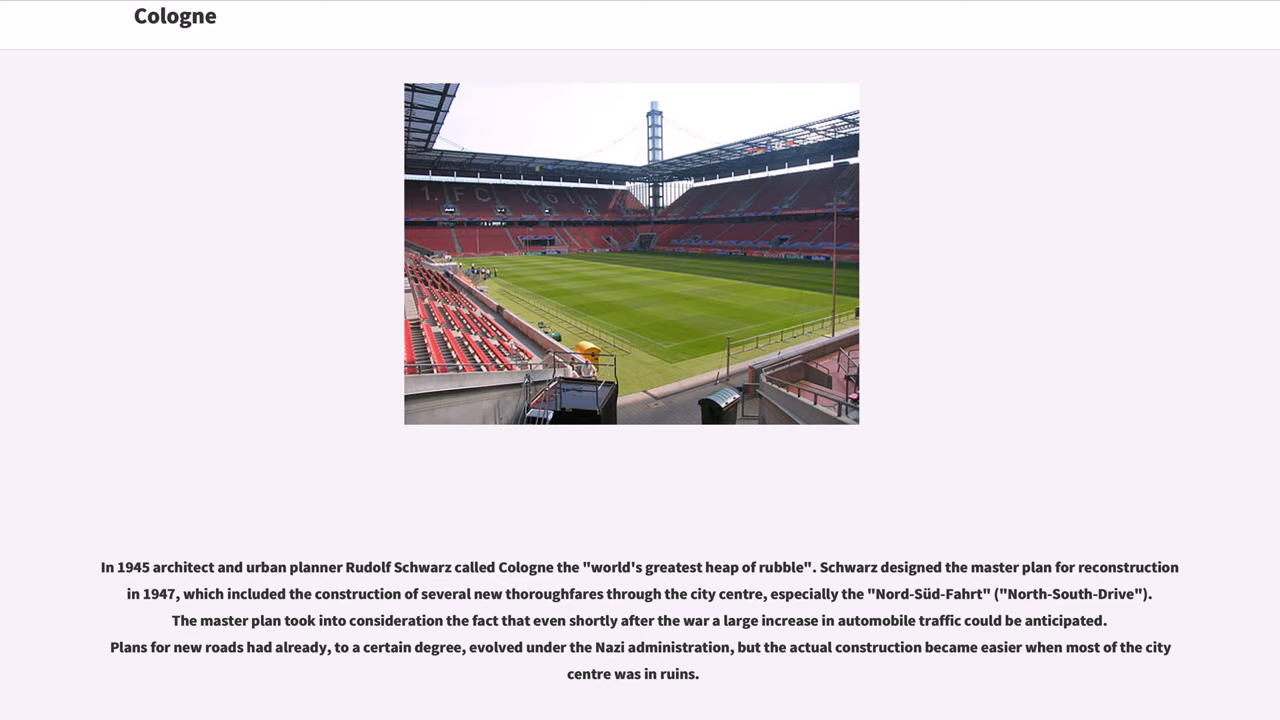 Cologne
1. FC Köln
In 1945 architect and urban planner Rudolf Schwarz called Cologne the "world's greatest heap of rubble". Schwarz designed the master plan for reconstruction
in 1947, which included the construction of several new thoroughfares through the city centre, especially the "Nord-Süd-Fahrt" ("North-South-Drive").
The master plan took into consideration the fact that even shortly after the war a large increase in automobile traffic could be anticipated.
Plans for new roads had already, to a certain degree, evolved under the Nazi administration, but the actual construction became easier when most of the city
centre was in ruins.